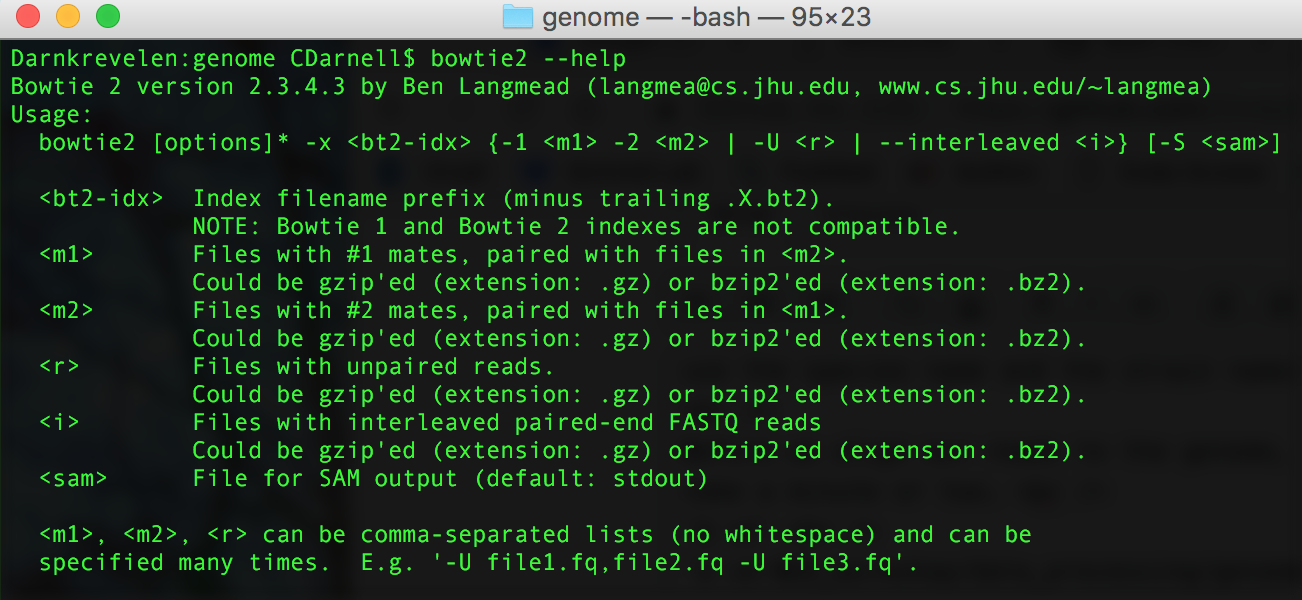 genome — -bash — 95×23
Darnkrevelen:genome CDarnell$ bowtie2 --help
Bowtie 2 version 2.3.4.3 by Ben Langmead (langmea@cs.jhu.edu, www.cs.jhu.edu/~langmea)
Usage:
  bowtie2 [options]* -x <bt2-idx> {-1 <m1> -2 <m2> | -U <r> | --interleaved <i>} [-S <sam>]

  <bt2-idx>  Index filename prefix (minus trailing .X.bt2).
             NOTE: Bowtie 1 and Bowtie 2 indexes are not compatible.
  <m1>       Files with #1 mates, paired with files in <m2>.
             Could be gzip'ed (extension: .gz) or bzip2'ed (extension: .bz2).
  <m2>       Files with #2 mates, paired with files in <m1>.
             Could be gzip'ed (extension: .gz) or bzip2'ed (extension: .bz2).
  <r>        Files with unpaired reads.
             Could be gzip'ed (extension: .gz) or bzip2'ed (extension: .bz2).
  <i>        Files with interleaved paired-end FASTQ reads
             Could be gzip'ed (extension: .gz) or bzip2'ed (extension: .bz2).
  <sam>      File for SAM output (default: stdout)

  <m1>, <m2>, <r> can be comma-separated lists (no whitespace) and can be
  specified many times.  E.g. '-U file1.fq,file2.fq -U file3.fq'.